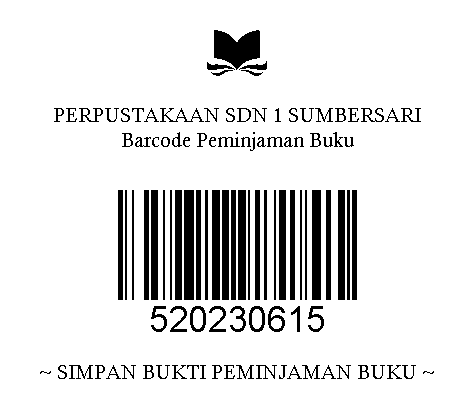 PERPUSTAKAAN SDN 1 SUMBERSARI
Barcode Peminjaman Buku
520230615
~ SIMPAN BUKTI PEMINJAMAN BUKU ~